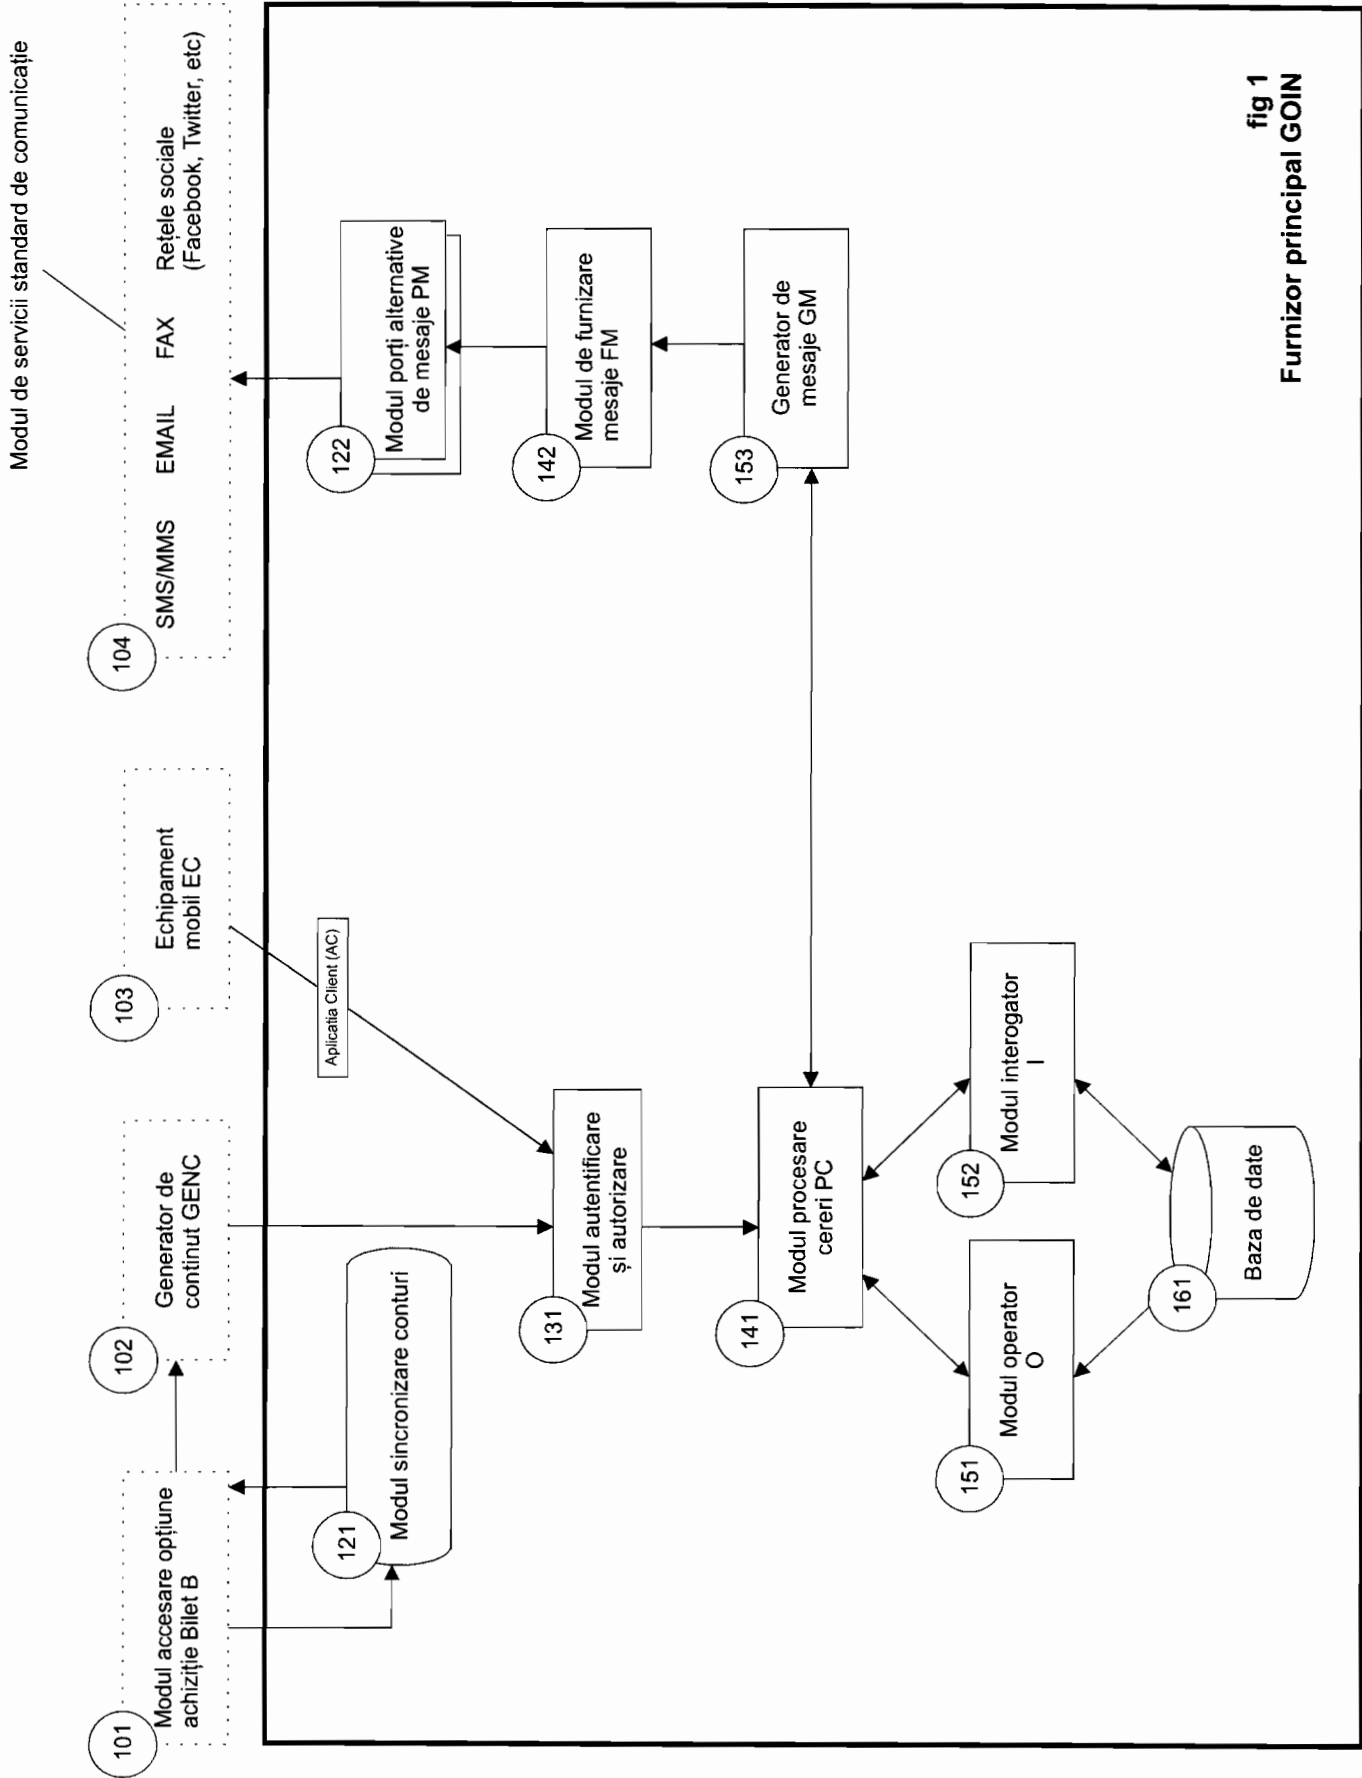 Modul de servicii standard de comunicație
101
Modul accesare opțiune
achiziție Bilet B
102
Generator de
continut GENC
103
Echipament
mobil EC
104
SMS/MMS
EMAIL
FAX
Rețele sociale
(Facebook, Twitter, etc)
121
Modul sincronizare conturi
Aplicatia Client (AC)
122
Modul porți alternative
de mesaje PM
131
Modul autentificare
și autorizare
142
Modul de furnizare
mesaje FM
141
Modul procesare
cereri PC
153
Generator de
mesaje GM
151
Modul operator
O
152
Modul interogator
I
161
Baza de date
fig 1
Furnizor principal GOIN